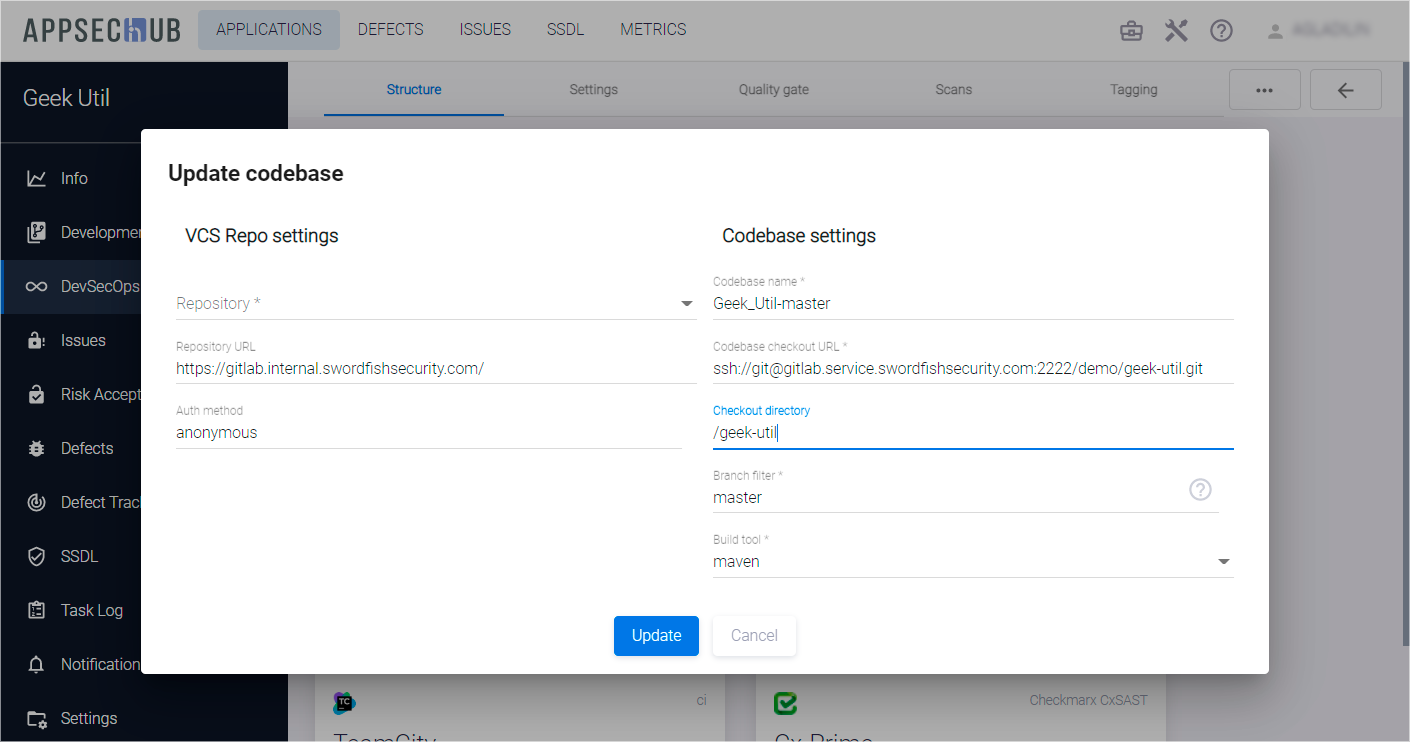 APPSECHUB
APPLICATIONS
DEFECTS
ISSUES
SSDL
METRICS
Geek Util
Structure
Settings
Quality gate
Scans
Tagging
Info
DevSecOps
Issues
Risk Accept
Defects
Defect Trac
SSDL
Task Log
Notification
Settings
Update codebase
VCS Repo settings
Repository *
Repository URL
https://gitlab.internal.swordfishsecurity.com/
Auth method
anonymous
Codebase settings
Codebase name *
Geek_Util-master
Codebase checkout URL *
ssh://git@gitlab.service.swordfishsecurity.com:2222/demo/geek-util.git
Checkout directory
/geek-util
Branch filter *
master
Build tool *
maven
Update
Cancel
TC
ci
TeamCity
Checkmarx CxSAST
Cx-Prime